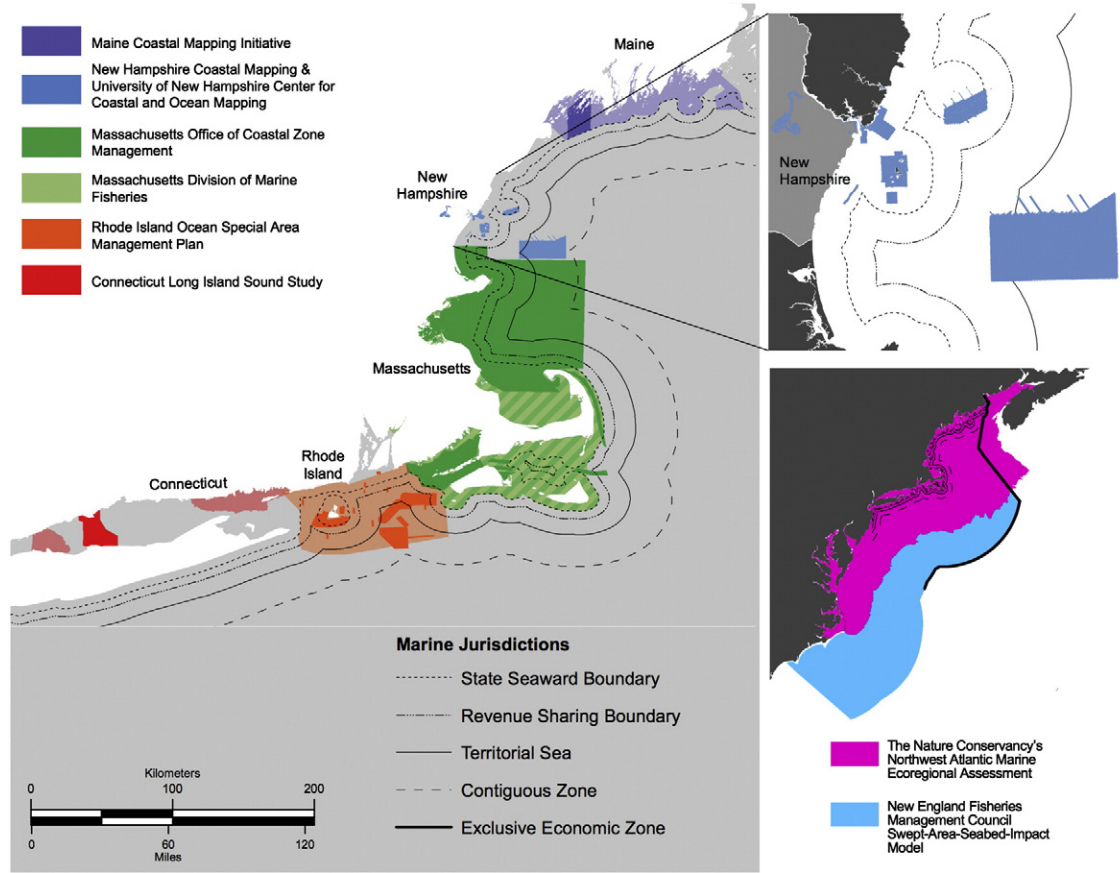 Maine Coastal Mapping Initiative
New Hampshire Coastal Mapping &
University of New Hampshire Center for
Coastal and Ocean Mapping
Massachusetts Office of Coastal Zone
Management
Massachusetts Division of Marine
Fisheries
Rhode Island Ocean Special Area
Management Plan
Connecticut Long Island Sound Study
Maine
New
Hampshire
Massachusetts
Rhode
Island
Connecticut
New
Hampshire
Marine Jurisdictions
State Seaward Boundary
Revenue Sharing Boundary
Territorial Sea
Contiguous Zone
Exclusive Economic Zone
Kilometers
0 100 200
0 60 120
Miles
The Nature Conservancy's
Northwest Atlantic Marine
Ecoregional Assessment
New England Fisheries
Management Council
Swept-Area-Seabed-Impact
Model